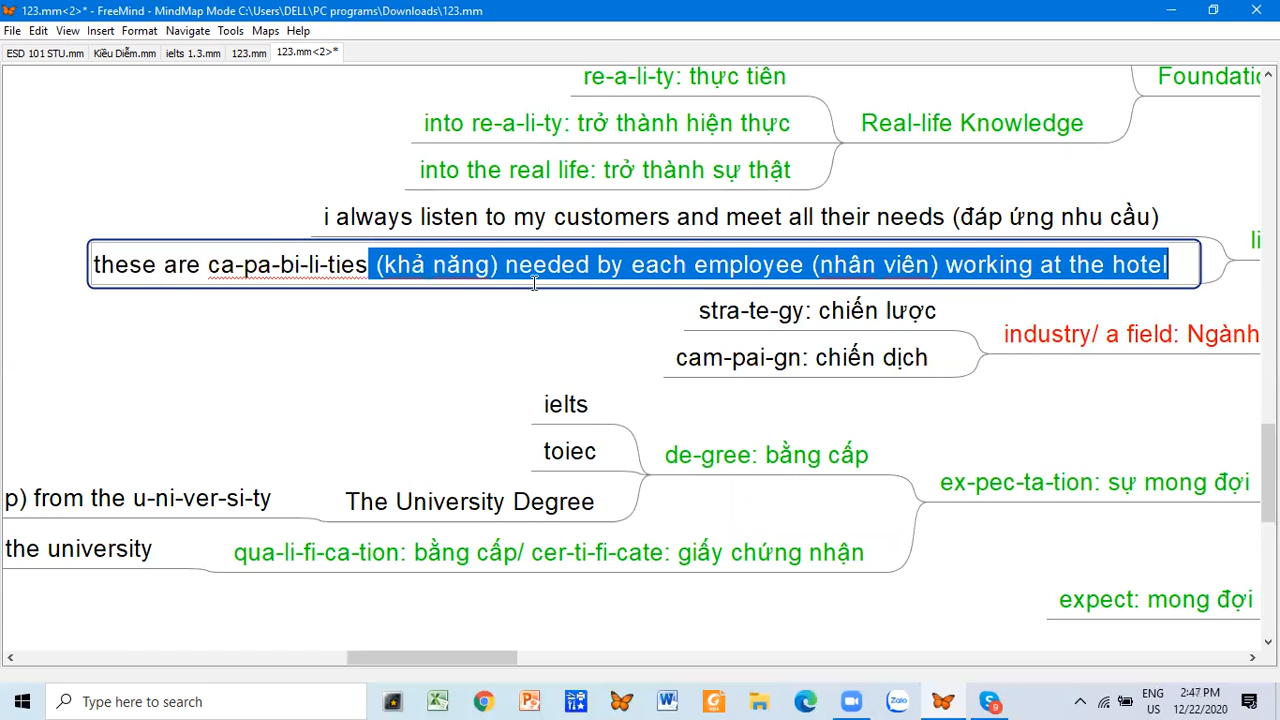 123.mm<2>* - FreeMind - MindMap Mode C:\Users\DELL\PC programs\Downloads\123.mm
File Edit View Insert Format Navigate Tools Maps Help
ESD 101 STU.mm Kiều Diễm.mm ielts 1.3.mm 123.mm 123.mm<2>*
re-a-li-ty: thực tiên
Foundatio
into re-a-li-ty: trở thành hiện thực
Real-life Knowledge
into the real life: trở thành sự thật
i always listen to my customers and meet all their needs (đáp ứng nhu cầu)
li
these are ca-pa-bi-li-ties (khả năng) needed by each employee (nhân viên) working at the hotel
stra-te-gy: chiến lược
industry/ a field: Ngành
cam-pai-gn: chiến dịch
ielts
toiec
de-gree: bằng cấp
ex-pec-ta-tion: sự mong đợi
p) from the u-ni-ver-si-ty
The University Degree
the university
qua-li-fi-ca-tion: bằng cấp/ cer-ti-fi-cate: giấy chứng nhận
expect: mong đợi
Type here to search
Zalo
9
ENG
US
2:47 PM
12/22/2020